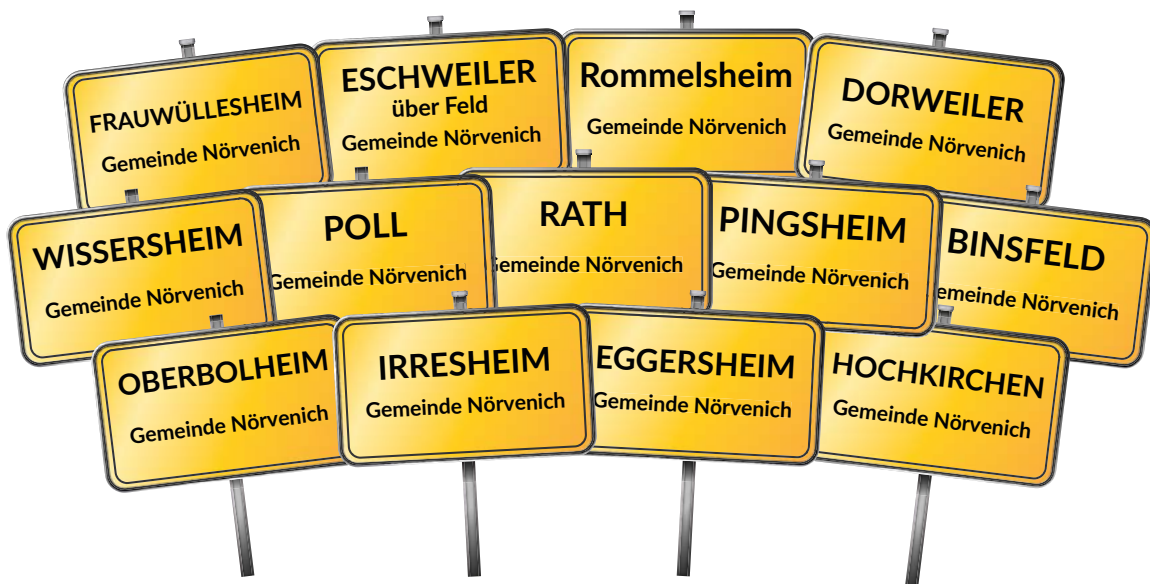 FRAUWÜLLESHEIM
Gemeinde Nörvenich
ESCHWEILER
über Feld
Gemeinde Nörvenich
Rommelsheim
Gemeinde Nörvenich
DORWEILER
Gemeinde Nörvenich
WISSERSHEIM
Gemeinde Nörvenich
POLL
Gemeinde Nörvenich
RATH
Gemeinde Nörvenich
PINGSHEIM
Gemeinde Nörvenich
BINSFELD
Gemeinde Nörvenich
OBERBOLHEIM
Gemeinde Nörvenich
IRRESHEIM
Gemeinde Nörvenich
EGGERSHEIM
Gemeinde Nörvenich
HOCHKIRCHEN
Gemeinde Nörvenich